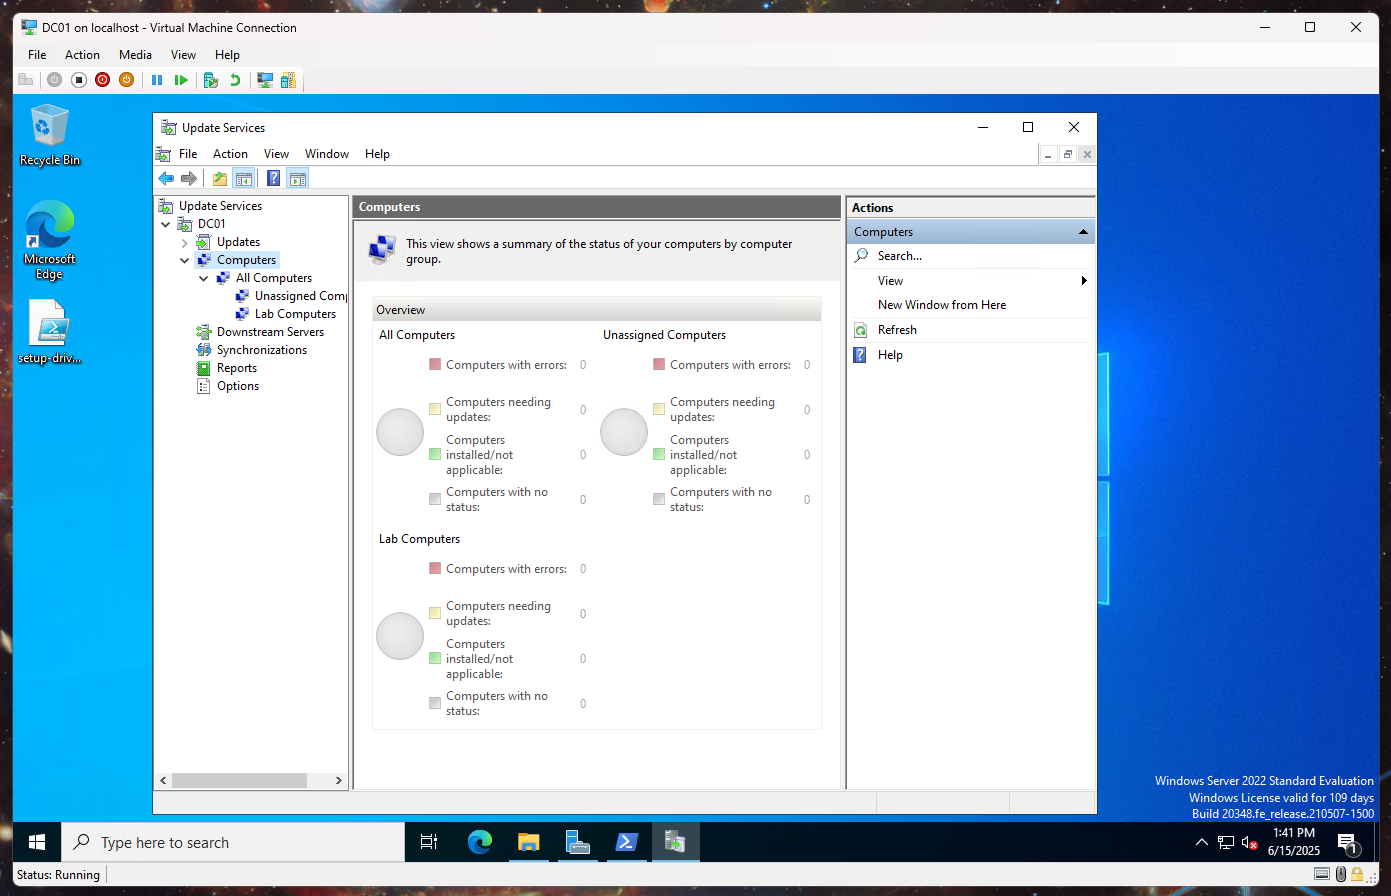 DC01 on localhost - Virtual Machine Connection
File Action Media View Help
Recycle Bin
Microsoft
Edge
setup-driv...
Update Services
File Action View Window Help
Update Services
DC01
Updates
Computers
All Computers
Unassigned Comp
Lab Computers
Downstream Servers
Synchronizations
Reports
Options
Computers
This view shows a summary of the status of your computers by computer
group.
Overview
All Computers
Computers with errors: 0
Computers needing
updates: 0
Computers
installed/not
applicable: 0
Computers with no
status: 0
Unassigned Computers
Computers with errors: 0
Computers needing
updates: 0
Computers
installed/not
applicable: 0
Computers with no
status: 0
Lab Computers
Computers with errors: 0
Computers needing
updates: 0
Computers
installed/not
applicable: 0
Computers with no
status: 0
Actions
Computers
Search...
View
New Window from Here
Refresh
Help
Windows Server 2022 Standard Evaluation
Windows License valid for 109 days
Build 20348.fe_release.210507-1500
Type here to search
1:41 PM
6/15/2025
1
Status: Running